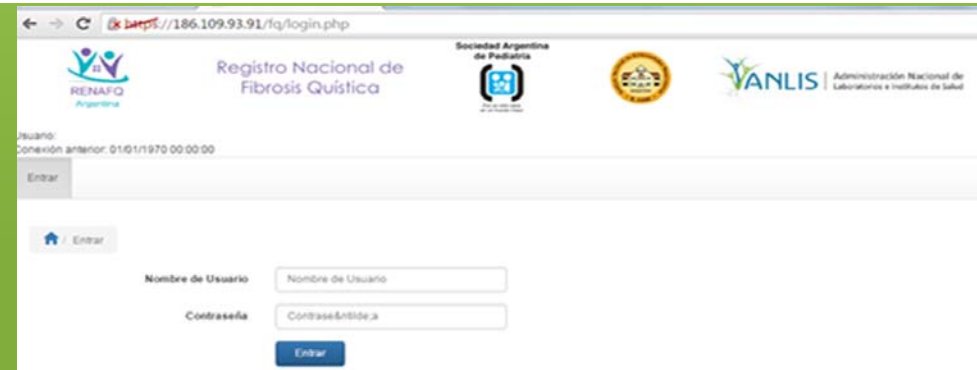 https://186.109.93.91/fq/login.php
RENAFQ
Argentina
Registro Nacional de
Fibrosis Quística
Sociedad Argentina
de Pediatría
ANLIS
Administración Nacional de
Laboratorios e Institutos de Salud
Usuario:
Conexión anterior: 01/01/1970 00:00:00
Entrar
/ Entrar
Nombre de Usuario
Nombre de Usuario
Contraseña
Contrase&ntilde;a
Entrar